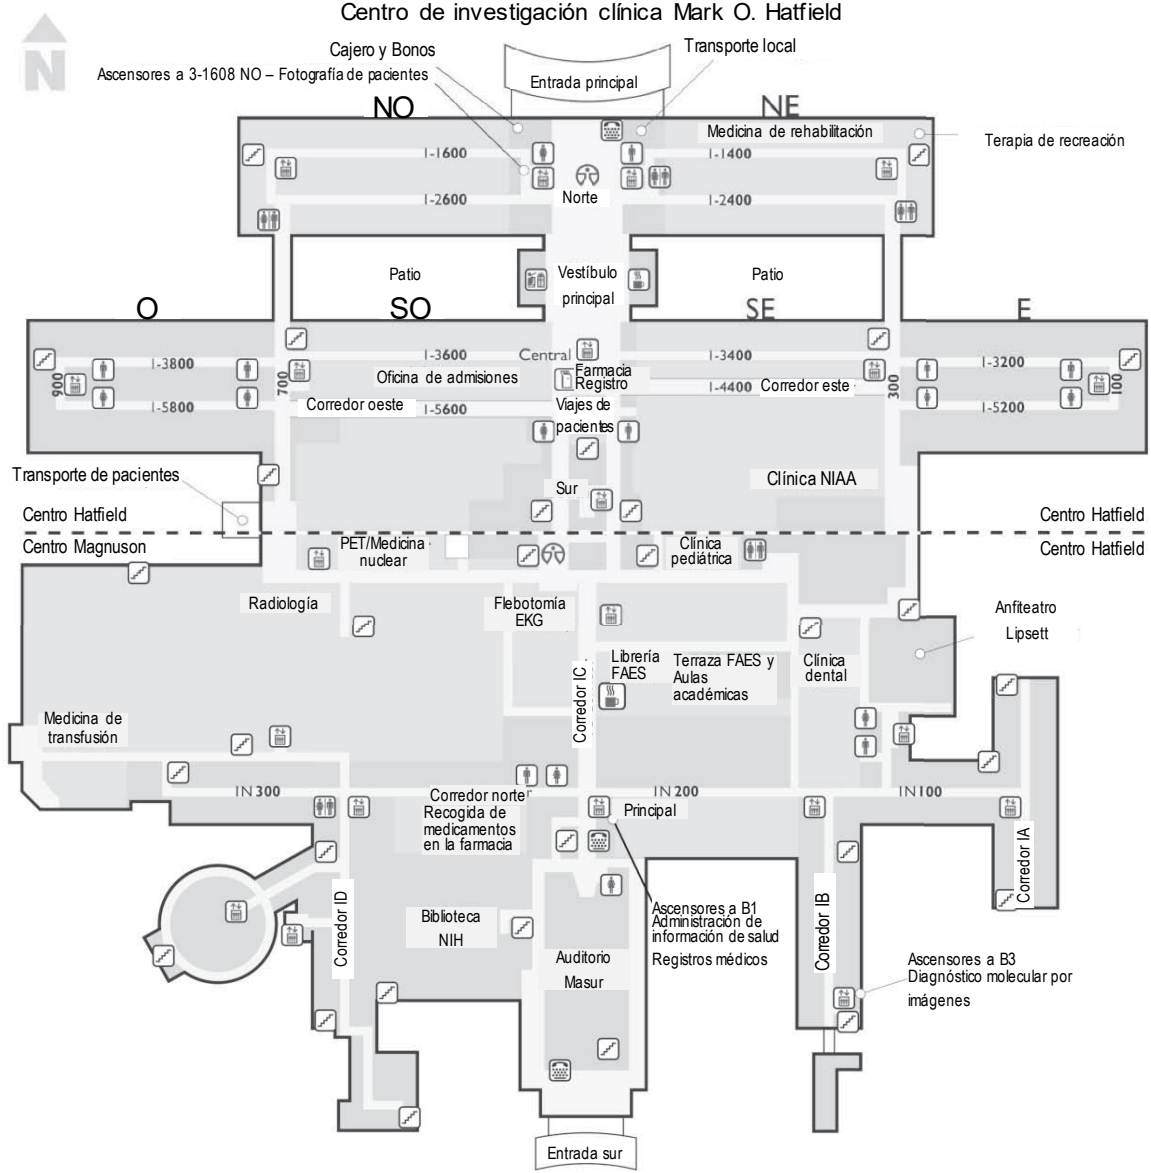 Centro de investigación clínica Mark O. Hatfield
N
Cajero y Bonos
Transporte local
Ascensores a 3-1608 NO – Fotografía de pacientes
Entrada principal
NO
NE
Medicina de rehabilitación
Terapia de recreación
1-1600
1-1400
1-2600
Norte
1-2400
Patio
Vestíbulo
principal
Patio
O
SO
SE
E
1-3800
1-3600
Central
1-3400
1-3200
900
700
Oficina de admisiones
Farmacia
Registro
1-4400
Corredor este
300
100
1-5800
Corredor oeste
1-5600
Viajes de
pacientes
1-5200
Transporte de pacientes
Clínica NIAA
Sur
Centro Hatfield
Centro Hatfield
Centro Magnuson
Centro Hatfield
PET/Medicina
nuclear
Clínica
pediátrica
Radiología
Flebotomía
EKG
Anfiteatro
Lipsett
Librería
FAES
Terraza FAES y
Aulas
académicas
Clínica
dental
Corredor IC
Medicina de
transfusión
IN300
Corredor norte
IN200
IN100
Recogida de
medicamentos
en la farmacia
Principal
Corredor IA
Corredor ID
Biblioteca
NIH
Ascensores a B1
Administración de
información de salud
Registros médicos
Corredor IB
Auditorio
Masur
Ascensores a B3
Diagnóstico molecular por
imágenes
Entrada sur